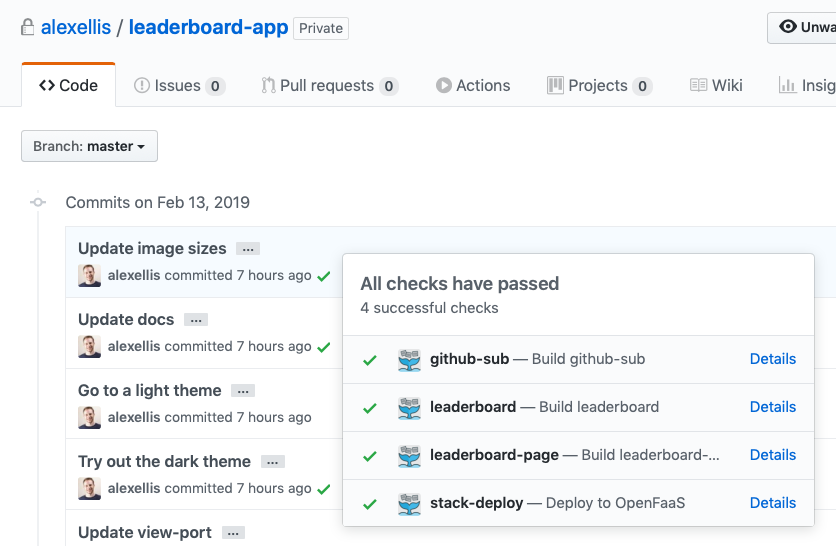 alexellis / leaderboard-app Private Unwa
Code Issues 0 Pull requests 0 Actions Projects 0 Wiki Insig
Branch: master
Commits on Feb 13, 2019
Update image sizes ...
alexellis committed 7 hours ago
All checks have passed
4 successful checks
Update docs ...
alexellis committed 7 hours ago
github-sub — Build github-sub Details
Go to a light theme ...
alexellis committed 7 hours ago
leaderboard — Build leaderboard Details
Try out the dark theme ...
alexellis committed 7 hours ago
leaderboard-page — Build leaderboard-... Details
stack-deploy — Deploy to OpenFaaS Details
Update view-port ...